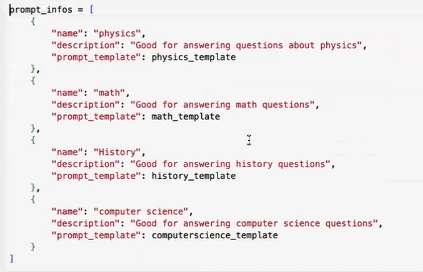 prompt_infos = [
    {
        "name": "physics",
        "description": "Good for answering questions about physics",
        "prompt_template": physics_template
    },
    {
        "name": "math",
        "description": "Good for answering math questions",
        "prompt_template": math_template
    },
    {
        "name": "History",
        "description": "Good for answering history questions",
        "prompt_template": history_template
    },
    {
        "name": "computer science",
        "description": "Good for answering computer science questions",
        "prompt_template": computerscience_template
    }
]